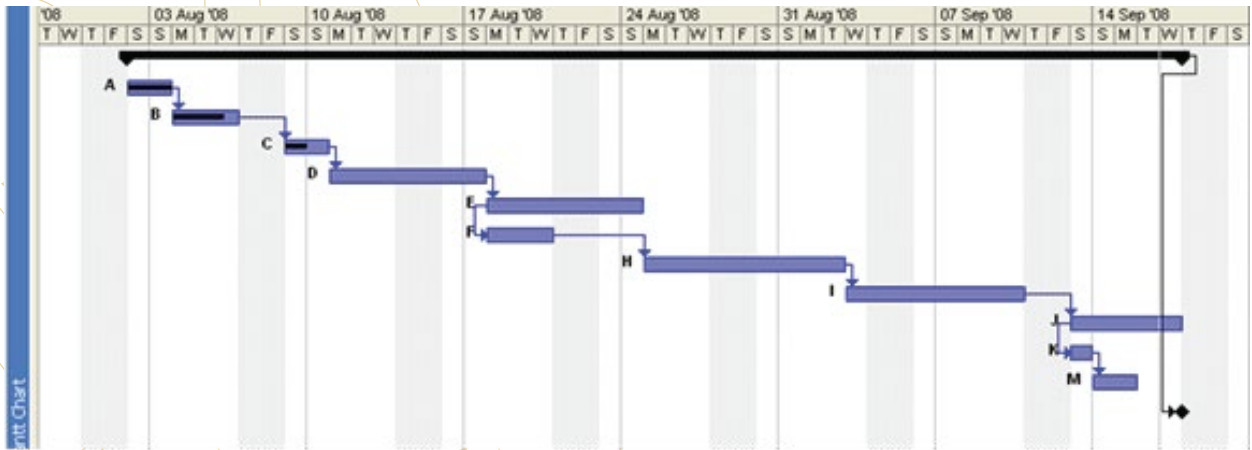 '08 03 Aug '08 10 Aug '08 17 Aug '08 24 Aug '08 31 Aug '08 07 Sep '08 14 Sep '08
T W T F S S M T W T F S S M T W T F S S M T W T F S S M T W T F S S M T W T F S S M T W T F S S M T W T F S
A
B
C
D
E
F
H
I
J
K
M
ntt Chart